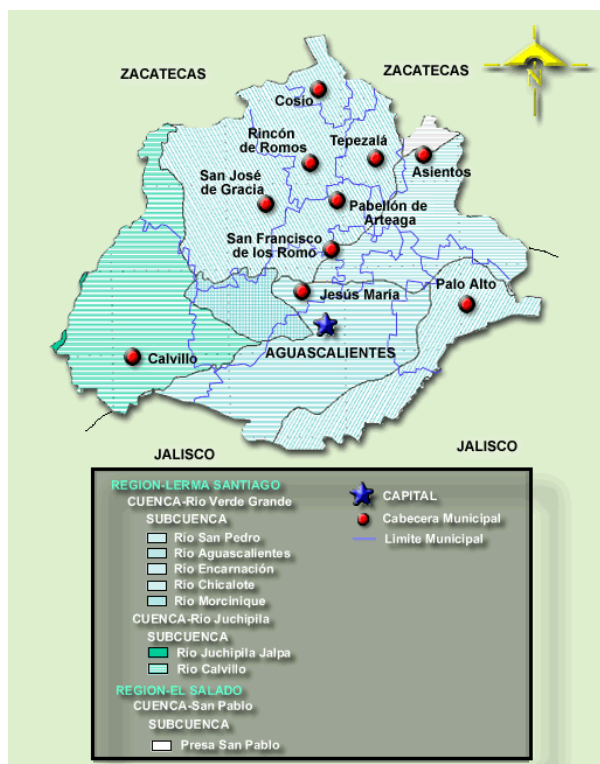 ZACATECAS
ZACATECAS
N
Cosio
Rincón
de Romos
Tepezalá
Asientos
San José
de Gracia
Pabellón de
Arteaga
San Francisco
de los Romo
Palo Alto
Jesús María
AGUASCALIENTES
Calvillo
JALISCO
JALISCO
REGION-LERMA SANTIAGO
CUENCA-Rio Verde Grande
SUBCUENCA
Rio San Pedro
Rio Aguascalientes
Rio Encarnación
Rio Chicalote
Rio Morcinique
CUENCA-Rio Juchipila
SUBCUENCA
Rio Juchipila Jalpa
Rio Calvillo
REGION-EL SALADO
CUENCA-San Pablo
SUBCUENCA
Presa San Pablo
CAPITAL
Cabecera Municipal
Limite Municipal